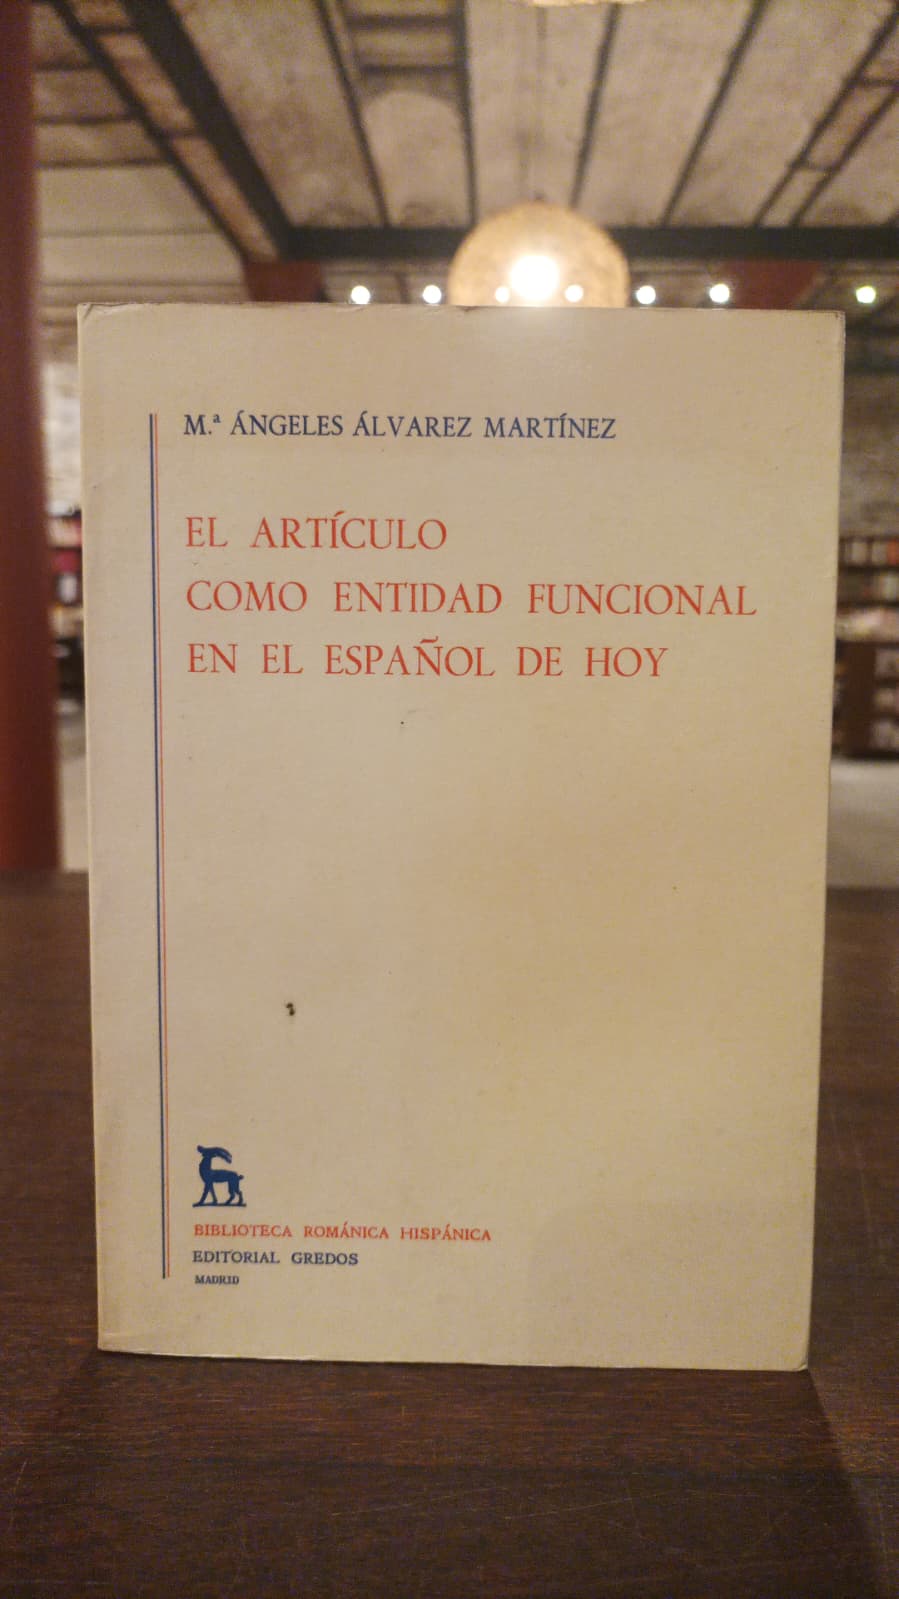 M.ª ÁNGELES ÁLVAREZ MARTÍNEZ
EL ARTÍCULO
COMO ENTIDAD FUNCIONAL
EN EL ESPAÑOL DE HOY
BIBLIOTECA ROMÁNICA HISPÁNICA
EDITORIAL GREDOS
MADRID